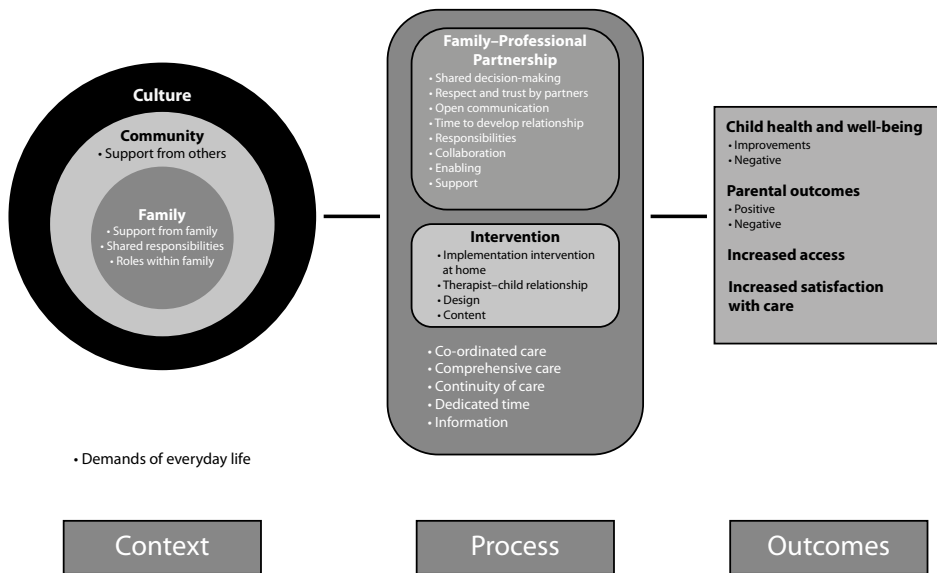 Culture
Community
• Support from others
Family
• Support from family
• Shared responsibilities
• Roles within family
• Demands of everyday life
Context
Family–Professional
Partnership
• Shared decision-making
• Respect and trust by partners
• Open communication
• Time to develop relationship
• Responsibilities
• Collaboration
• Enabling
• Support
Intervention
• Implementation intervention
at home
• Therapist–child relationship
• Design
• Content
• Co-ordinated care
• Comprehensive care
• Continuity of care
• Dedicated time
• Information
Process
Child health and well-being
• Improvements
• Negative
Parental outcomes
• Positive
• Negative
Increased access
Increased satisfaction
with care
Outcomes